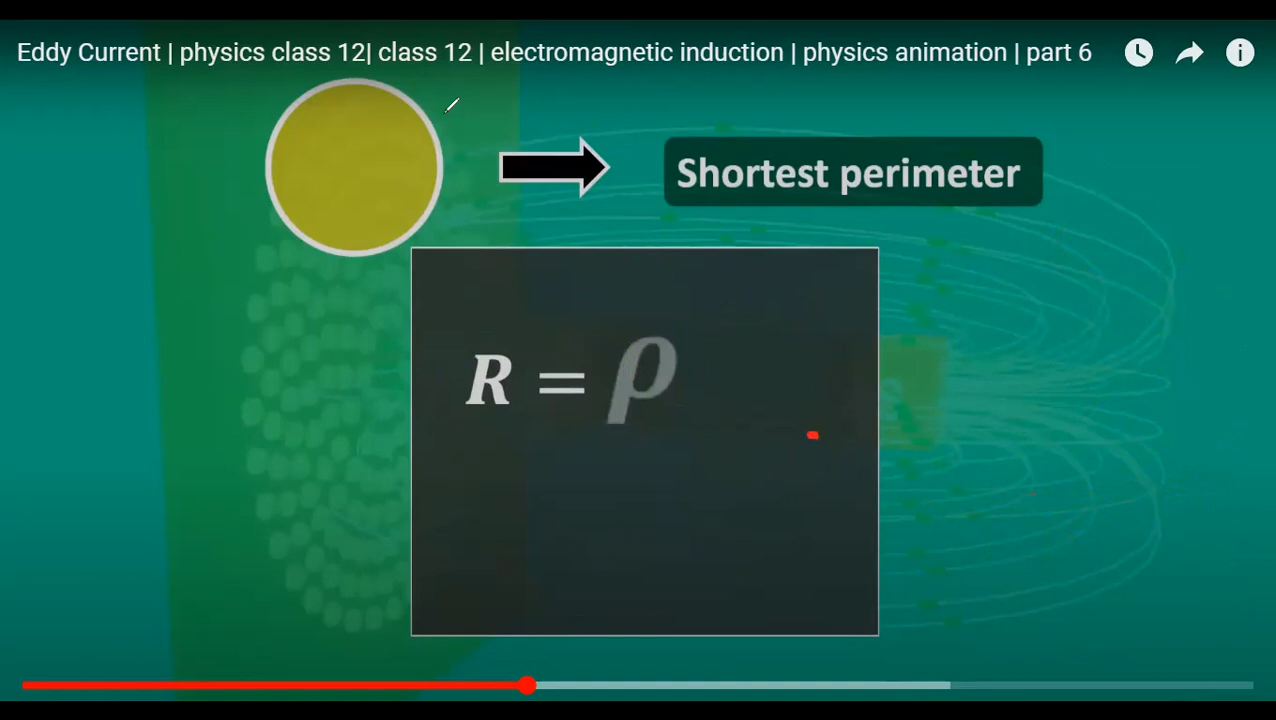 Eddy Current | physics class 12| class 12 | electromagnetic induction | physics animation | part 6
Shortest perimeter
R = ρ